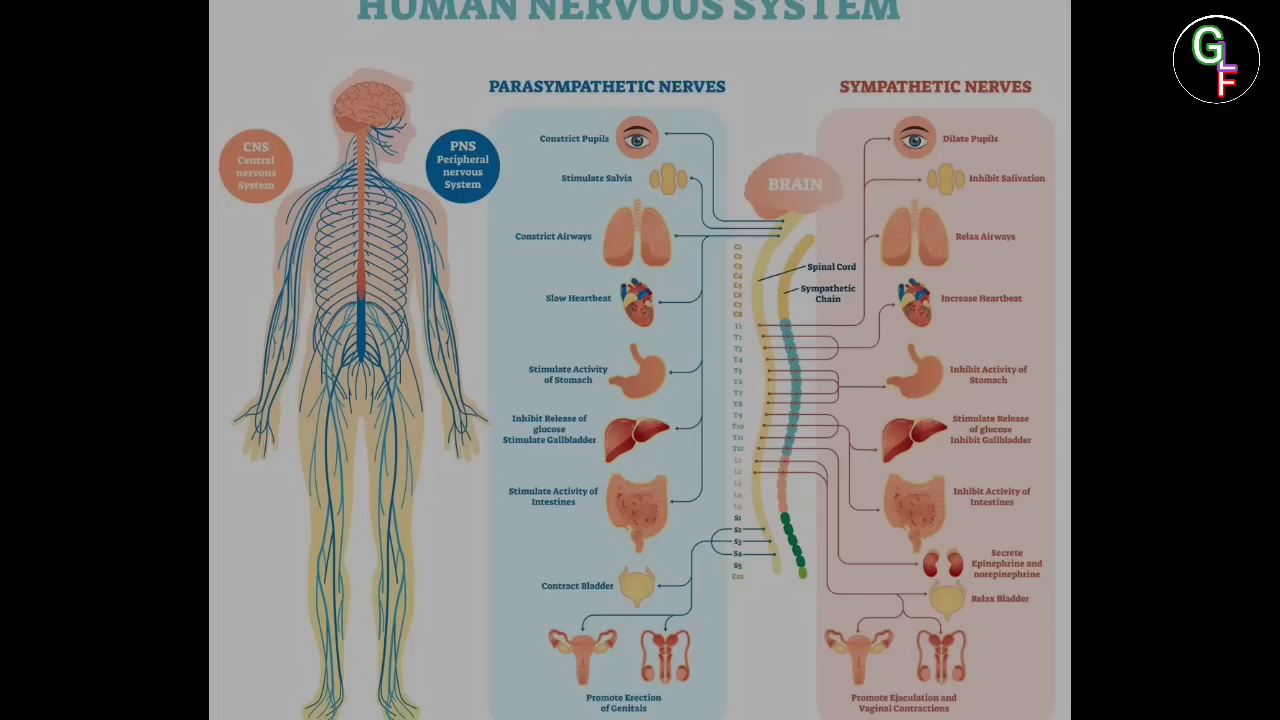 HUMAN NERVOUS SYSTEM
G
L
F
PARASYMPATHETIC NERVES
SYMPATHETIC NERVES
CNS
Central
nervous
System
PNS
Peripheral
nervous
System
Constrict Pupils
Stimulate Salvia
Constrict Airways
Slow Heartbeat
Stimulate Activity
of Stomach
Inhibit Release of
glucose
Stimulate Gallbladder
Stimulate Activity of
Intestines
Contract Bladder
Promote Erection
of Genitals
BRAIN
Spinal Cord
Sympathetic
Chain
C1
C2
C3
C4
C5
C6
C7
C8
T1
T2
T3
T4
T5
T6
T7
T8
T9
T10
T11
T12
L1
L2
L3
L4
L5
S1
S2
S3
S4
S5
Co1
Dilate Pupils
Inhibit Salivation
Relax Airways
Increase Heartbeat
Inhibit Activity of
Stomach
Stimulate Release
of glucose
Inhibit Gallbladder
Inhibit Activity of
Intestines
Secrete
Epinephrine and
norepinephrine
Relax Bladder
Promote Ejaculation and
Vaginal Contractions